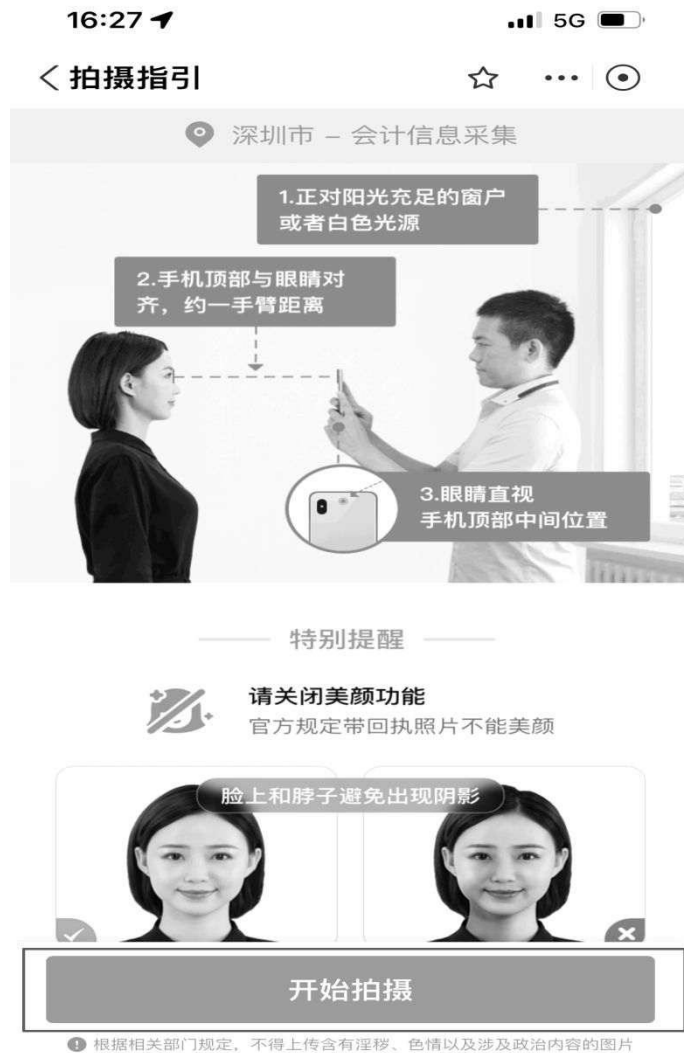 16:27
5G
拍摄指引
深圳市 – 会计信息采集
1.正对阳光充足的窗户
或者白色光源
2.手机顶部与眼睛对
齐，约一手臂距离
3.眼睛直视
手机顶部中间位置
特别提醒
请关闭美颜功能
官方规定带回执照片不能美颜
脸上和脖子避免出现阴影
开始拍摄
根据相关部门规定，不得上传含有淫秽、色情以及涉及政治内容的图片